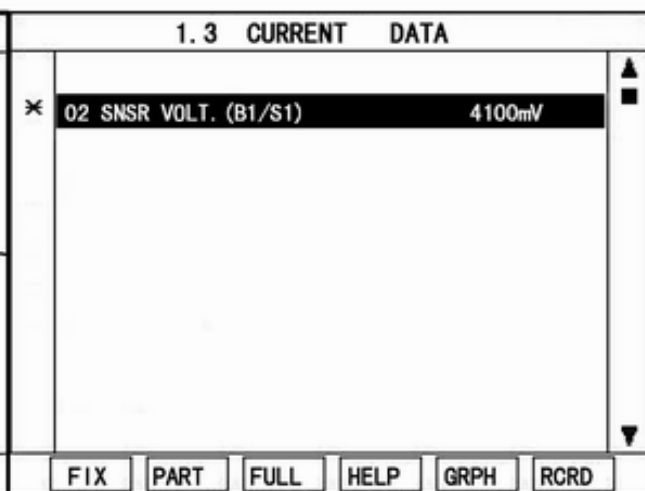 1.3 CURRENT DATA
* O2 SNSR VOLT. (B1/S1) 4100mV
FIX PART FULL HELP GRPH RCRD